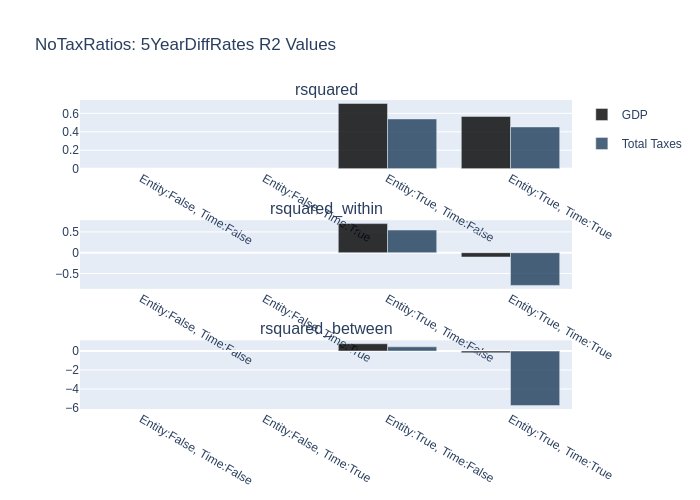 NoTaxRatios: 5YearDiffRates R2 Values
rsquared
0.6
0.4
0.2
0
GDP
Total Taxes
Entity:False, Time:False
Entity:False, Time:True
Entity:True, Time:False
Entity:True, Time:True
rsquared_within
0.5
0
−0.5
Entity:False, Time:False
Entity:False, Time:True
Entity:True, Time:False
Entity:True, Time:True
rsquared_between
0
−2
−4
−6
Entity:False, Time:False
Entity:False, Time:True
Entity:True, Time:False
Entity:True, Time:True